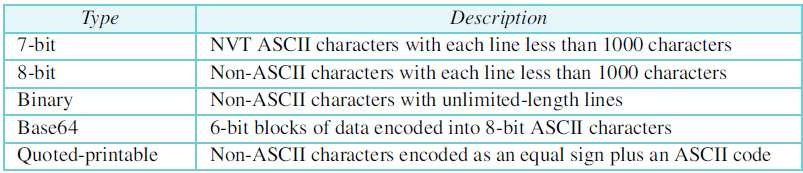 Type Description
7-bit NVT ASCII characters with each line less than 1000 characters
8-bit Non-ASCII characters with each line less than 1000 characters
Binary Non-ASCII characters with unlimited-length lines
Base64 6-bit blocks of data encoded into 8-bit ASCII characters
Quoted-printable Non-ASCII characters encoded as an equal sign plus an ASCII code